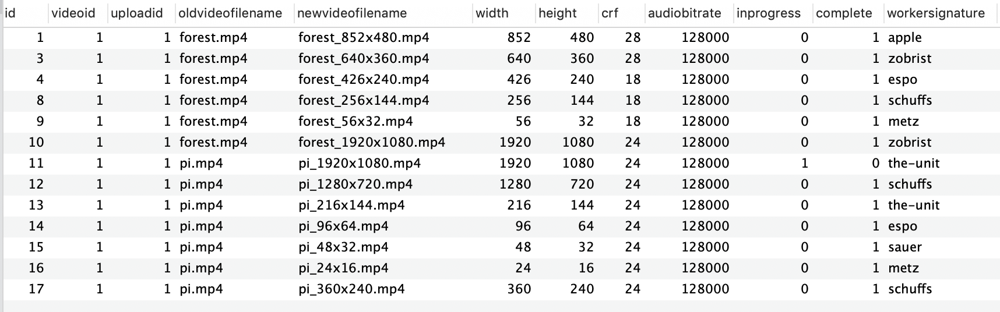 id videoid uploadid oldvideofilename newvideofilename width height crf audiobitrate inprogress complete workersignature
1 1 1 forest.mp4 forest_852x480.mp4 852 480 28 128000 0 1 apple
3 1 1 forest.mp4 forest_640x360.mp4 640 360 28 128000 0 1 zobrist
4 1 1 forest.mp4 forest_426x240.mp4 426 240 18 128000 0 1 espo
8 1 1 forest.mp4 forest_256x144.mp4 256 144 18 128000 0 1 schuffs
9 1 1 forest.mp4 forest_56x32.mp4 56 32 18 128000 0 1 metz
10 1 1 forest.mp4 forest_1920x1080.mp4 1920 1080 24 128000 0 1 zobrist
11 1 1 pi.mp4 pi_1920x1080.mp4 1920 1080 24 128000 1 0 the-unit
12 1 1 pi.mp4 pi_1280x720.mp4 1280 720 24 128000 0 1 schuffs
13 1 1 pi.mp4 pi_216x144.mp4 216 144 24 128000 0 1 the-unit
14 1 1 pi.mp4 pi_96x64.mp4 96 64 24 128000 0 1 espo
15 1 1 pi.mp4 pi_48x32.mp4 48 32 24 128000 0 1 sauer
16 1 1 pi.mp4 pi_24x16.mp4 24 16 24 128000 0 1 metz
17 1 1 pi.mp4 pi_360x240.mp4 360 240 24 128000 0 1 schuffs